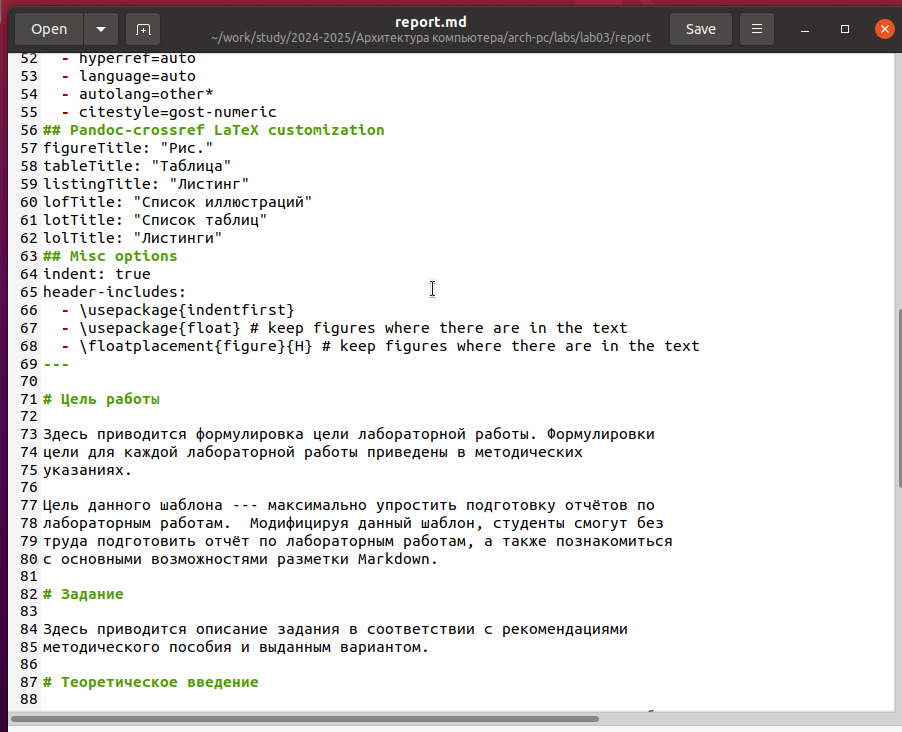 Open
report.md
~/work/study/2024-2025/Архитектура компьютера/arch-pc/labs/lab03/report
Save
52 - hyperref=auto
53 - language=auto
54 - autolang=other*
55 - citestyle=gost-numeric
56 ## Pandoc-crossref LaTeX customization
57 figureTitle: "Рис."
58 tableTitle: "Таблица"
59 listingTitle: "Листинг"
60 lofTitle: "Список иллюстраций"
61 lotTitle: "Список таблиц"
62 lolTitle: "Листинги"
63 ## Misc options
64 indent: true
65 header-includes:
66 - \usepackage{indentfirst}
67 - \usepackage{float} # keep figures where there are in the text
68 - \floatplacement{figure}{H} # keep figures where there are in the text
69 ---
70
71 # Цель работы
72
73 Здесь приводится формулировка цели лабораторной работы. Формулировки
74 цели для каждой лабораторной работы приведены в методических
75 указаниях.
76
77 Цель данного шаблона --- максимально упростить подготовку отчётов по
78 лабораторным работам.  Модифицируя данный шаблон, студенты смогут без
79 труда подготовить отчёт по лабораторным работам, а также познакомиться
80 с основными возможностями разметки Markdown.
81
82 # Задание
83
84 Здесь приводится описание задания в соответствии с рекомендациями
85 методического пособия и выданным вариантом.
86
87 # Теоретическое введение
88